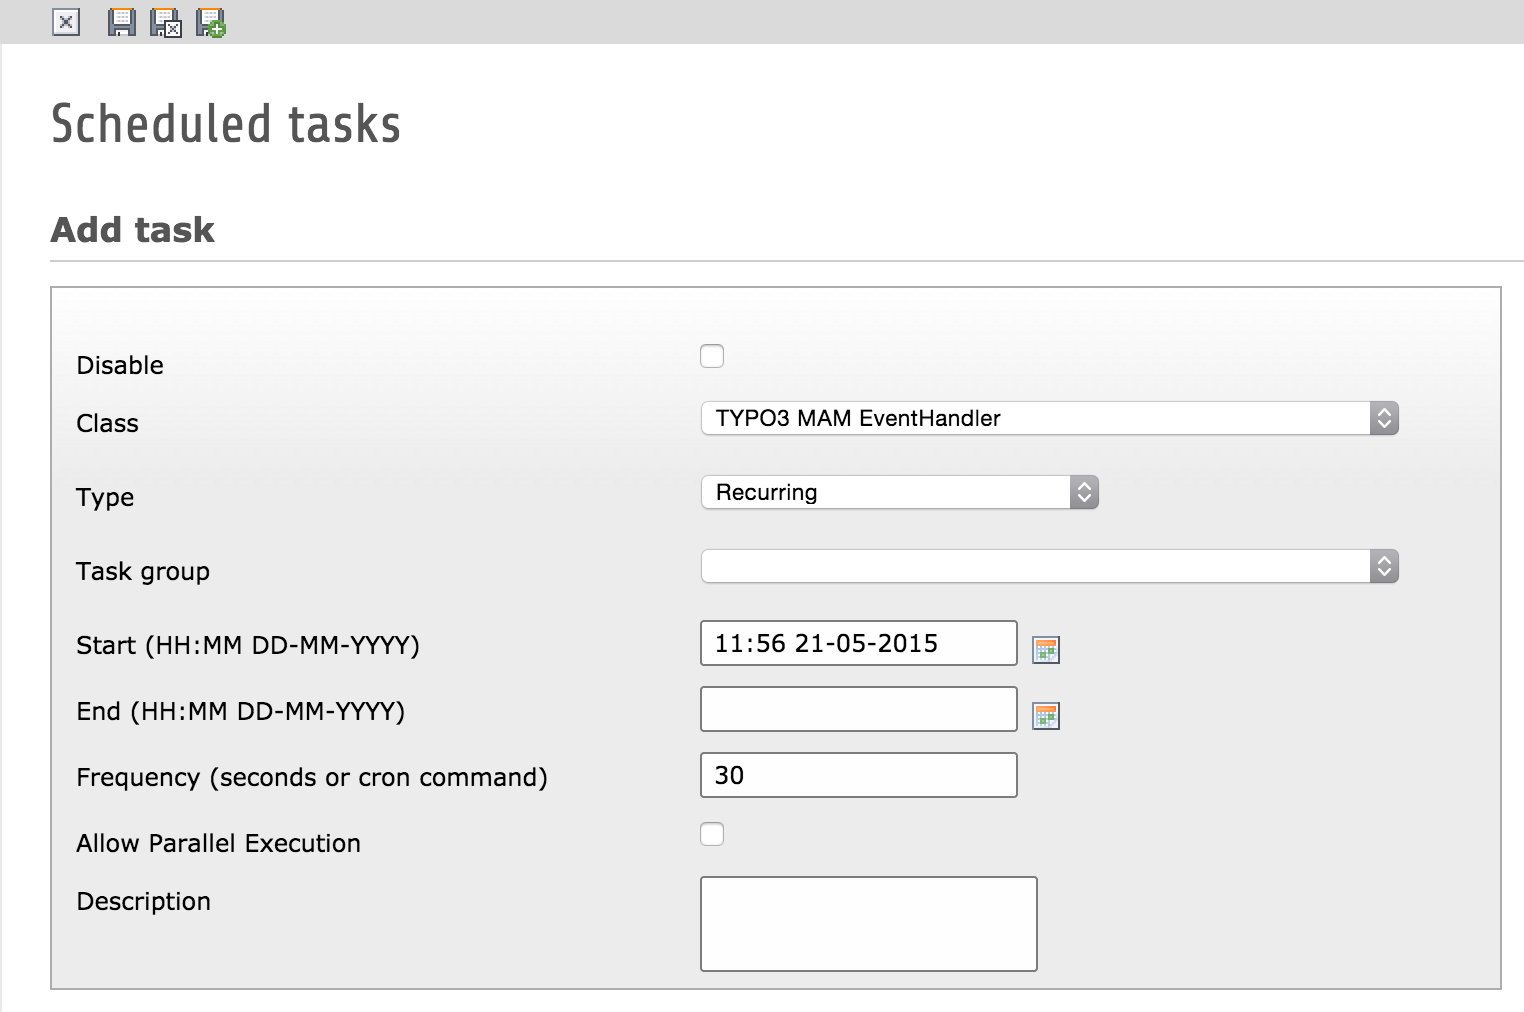 Scheduled tasks
Add task
Disable
Class TYPO3 MAM EventHandler
Type Recurring
Task group
Start (HH:MM DD-MM-YYYY) 11:56 21-05-2015
End (HH:MM DD-MM-YYYY)
Frequency (seconds or cron command) 30
Allow Parallel Execution
Description